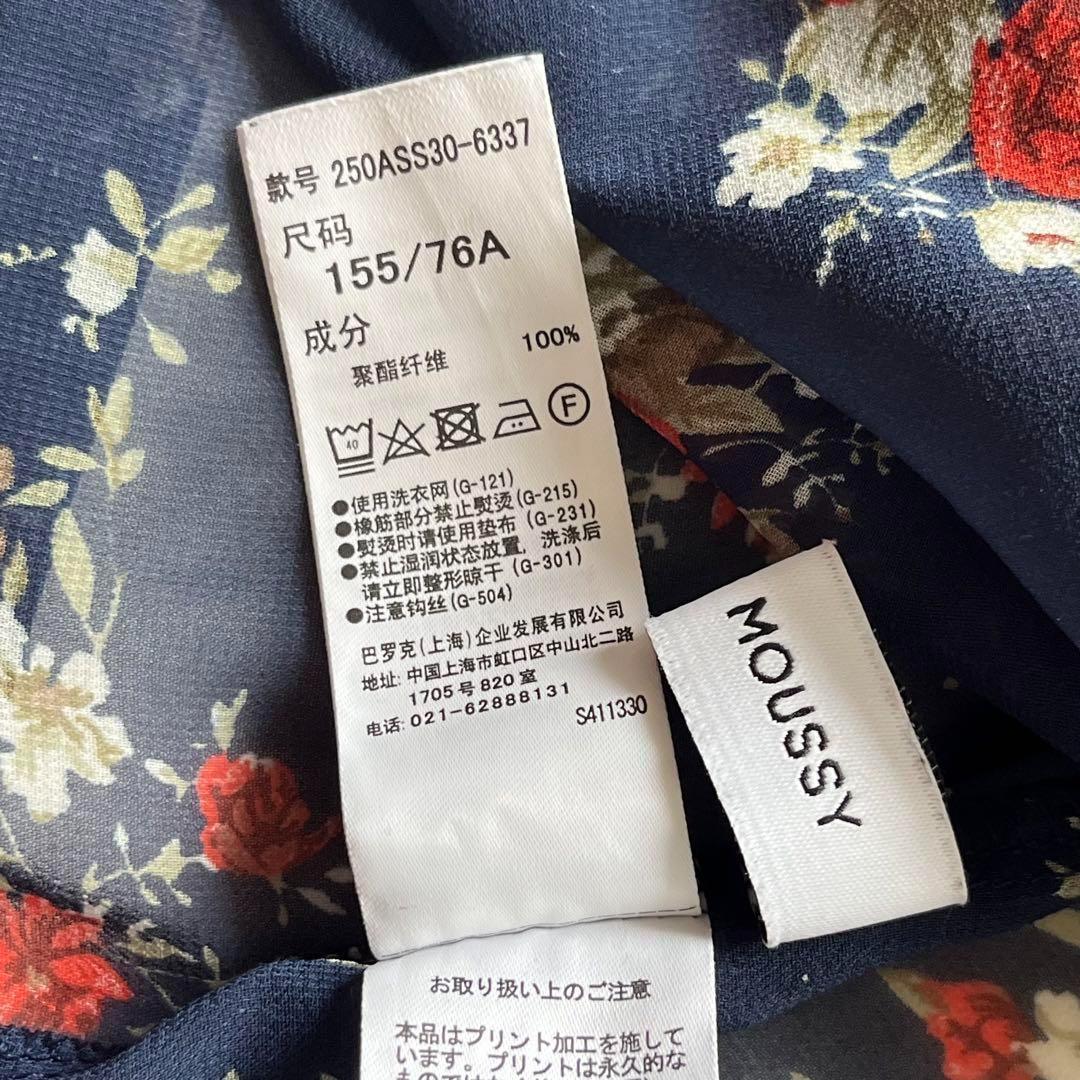 款号 250ASS30-6337
尺码
155/76A
成分
聚酯纤维 100%
40 F
●使用洗衣网(G-121)
●橡筋部分禁止熨烫(G-215)
●熨烫时请使用垫布(G-231)
●禁止湿润状态放置，洗涤后
请立即整形晾干(G-301)
●注意钩丝(G-504)
巴罗克(上海)企业发展有限公司
地址: 中国上海市虹口区中山北二路
1705号820室
电话: 021-62888131
S411330
MOUSSY
お取り扱い上のご注意
本品はプリント加工を施して
います。プリントは永久的な